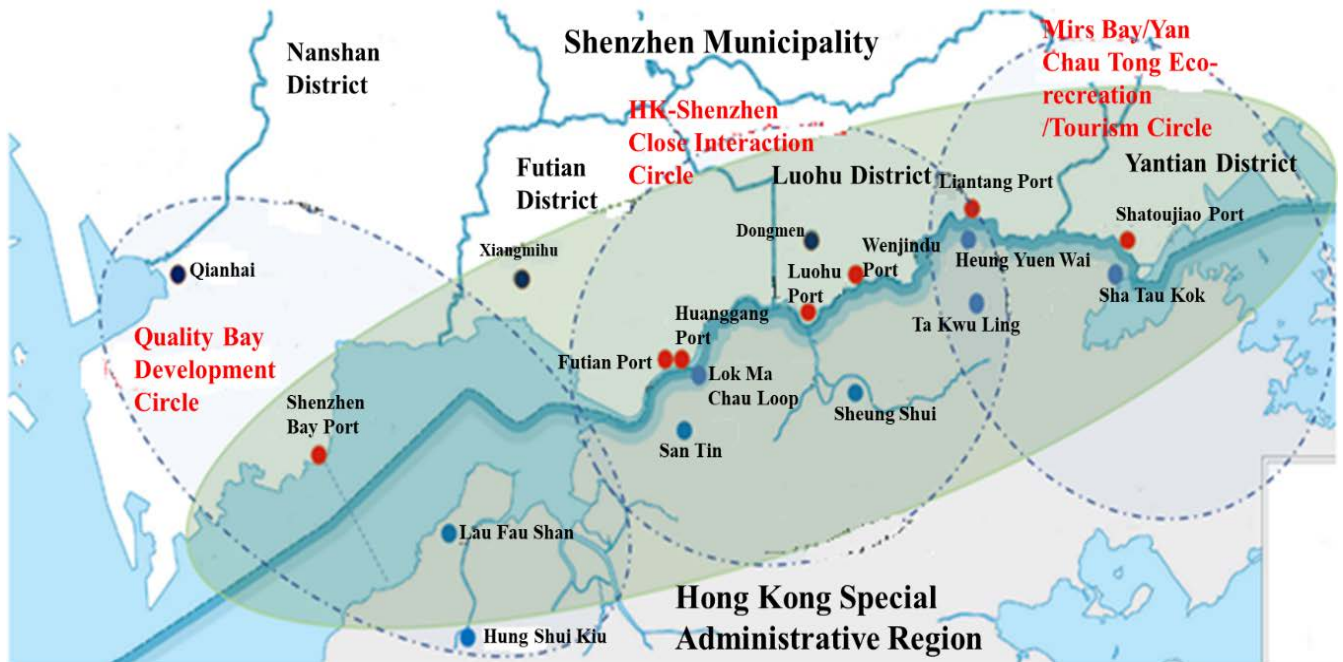 Nanshan
District
Shenzhen Municipality
Mirs Bay/Yan
Chau Tong Eco-
recreation
/Tourism Circle
HK-Shenzhen
Close Interaction
Circle
Futian
District
Luohu District
Yantian District
Liantang Port
Shatoujiao Port
Dongmen
Xiangmihu
Wenjindu
Port
Heung Yuen Wai
Qianhai
Luohu
Port
Sha Tau Kok
Huanggang
Port
Ta Kwu Ling
Quality Bay
Development
Circle
Futian Port
Lok Ma
Chau Loop
Shenzhen
Bay Port
Sheung Shui
San Tin
Lau Fau Shan
Hong Kong Special
Administrative Region
Hung Shui Kiu